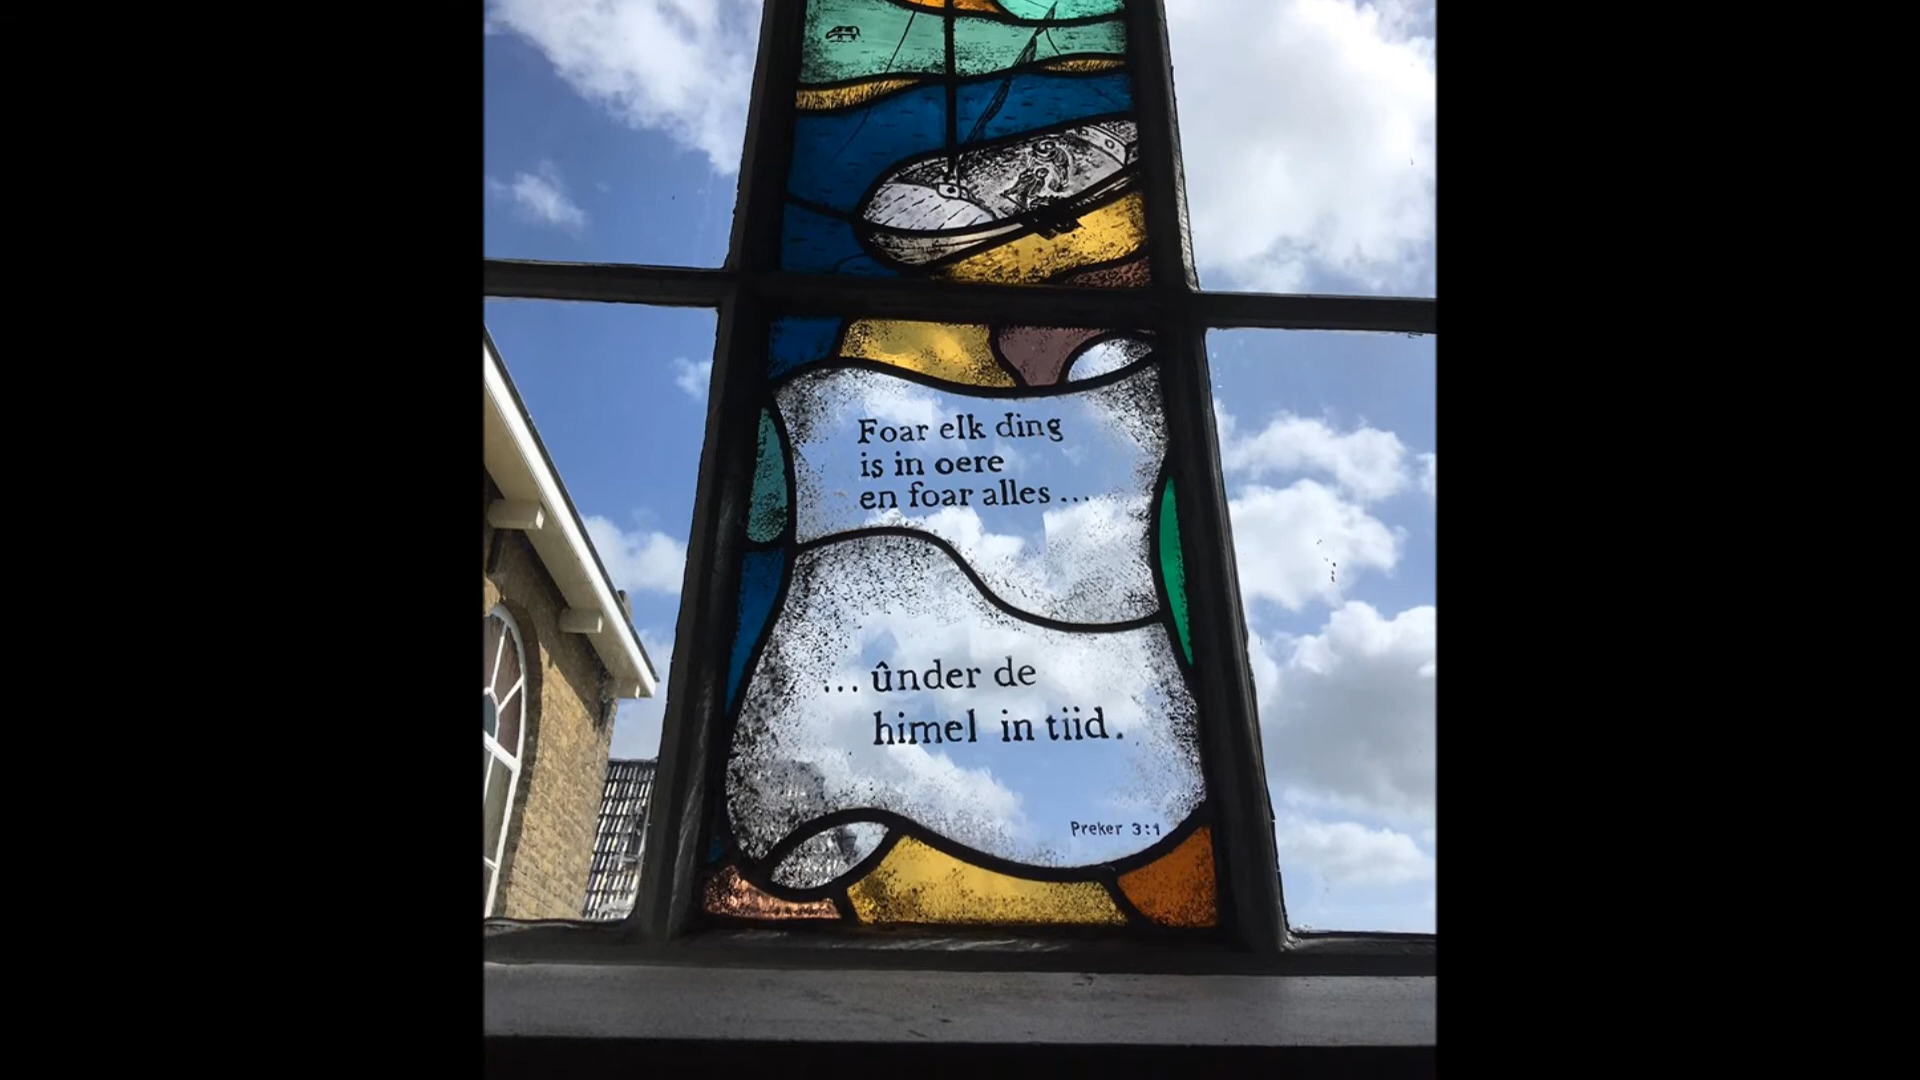 Foar elk ding
is in oere
en foar alles ...
... ûnder de
himel in tiid.
Preker 3:1